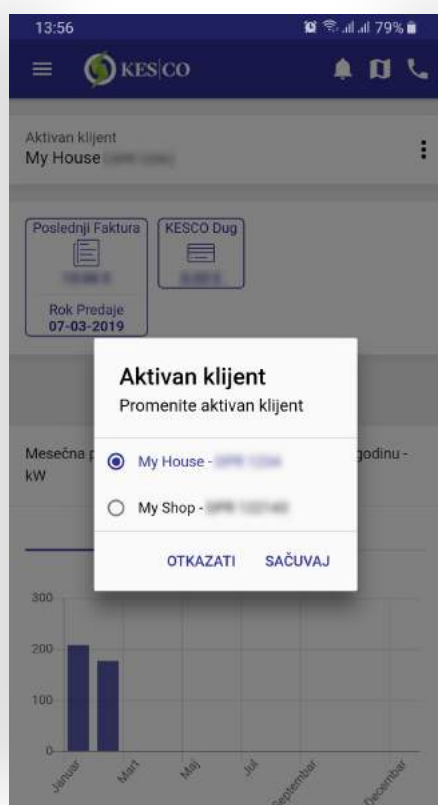 13:56
79%
KES|CO
Aktivan klijent
My House
Poslednji Faktura
KESCO Dug
Rok Predaje
07-03-2019
Aktivan klijent
Promenite aktivan klijent
Mesečna
godinu -
kW
My House -
My Shop -
OTKAZATI SAČUVAJ
300
200
100
0
Januar
Mart
Maj
Jul
Septembar
Decembar